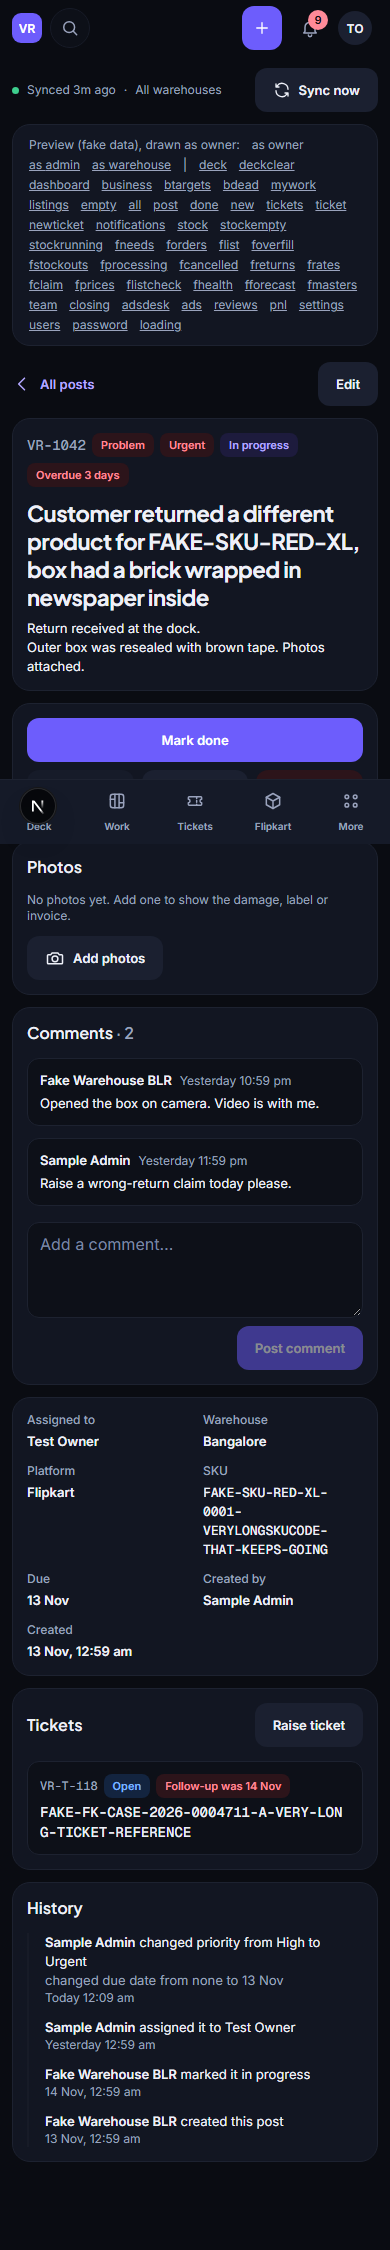 VR
9
TO
Synced 3m ago · All warehouses
Sync now
Preview (fake data), drawn as owner: as owner
as admin as warehouse | deck deckclear
dashboard business btargets bdead mywork
listings empty all post done new tickets ticket
newticket notifications stock stockempty
stockrunning fneeds forders flist foverfill
fstockouts fprocessing fcancelled freturns frates
fclaim fprices flistcheck fhealth fforecast fmasters
team closing adsdesk ads reviews pnl settings
users password loading
All posts
Edit
VR-1042 Problem Urgent In progress
Overdue 3 days
Customer returned a different
product for FAKE-SKU-RED-XL,
box had a brick wrapped in
newspaper inside
Return received at the dock.
Outer box was resealed with brown tape. Photos
attached.
Mark done
N
Deck Work Tickets Flipkart More
Photos
No photos yet. Add one to show the damage, label or
invoice.
Add photos
Comments · 2
Fake Warehouse BLR Yesterday 10:59 pm
Opened the box on camera. Video is with me.
Sample Admin Yesterday 11:59 pm
Raise a wrong-return claim today please.
Add a comment...
Post comment
Assigned to Warehouse
Test Owner Bangalore
Platform SKU
Flipkart FAKE-SKU-RED-XL-
0001-
VERYLONGSKUCODE-
THAT-KEEPS-GOING
Due Created by
13 Nov Sample Admin
Created
13 Nov, 12:59 am
Tickets
Raise ticket
VR-T-118 Open Follow-up was 14 Nov
FAKE-FK-CASE-2026-0004711-A-VERY-LON
G-TICKET-REFERENCE
History
Sample Admin changed priority from High to
Urgent
changed due date from none to 13 Nov
Today 12:09 am
Sample Admin assigned it to Test Owner
Yesterday 12:59 am
Fake Warehouse BLR marked it in progress
14 Nov, 12:59 am
Fake Warehouse BLR created this post
13 Nov, 12:59 am